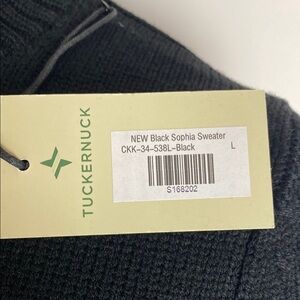 TUCKERNUCK
NEW Black Sophia Sweater
CKK-34-538L-Black L
S168202